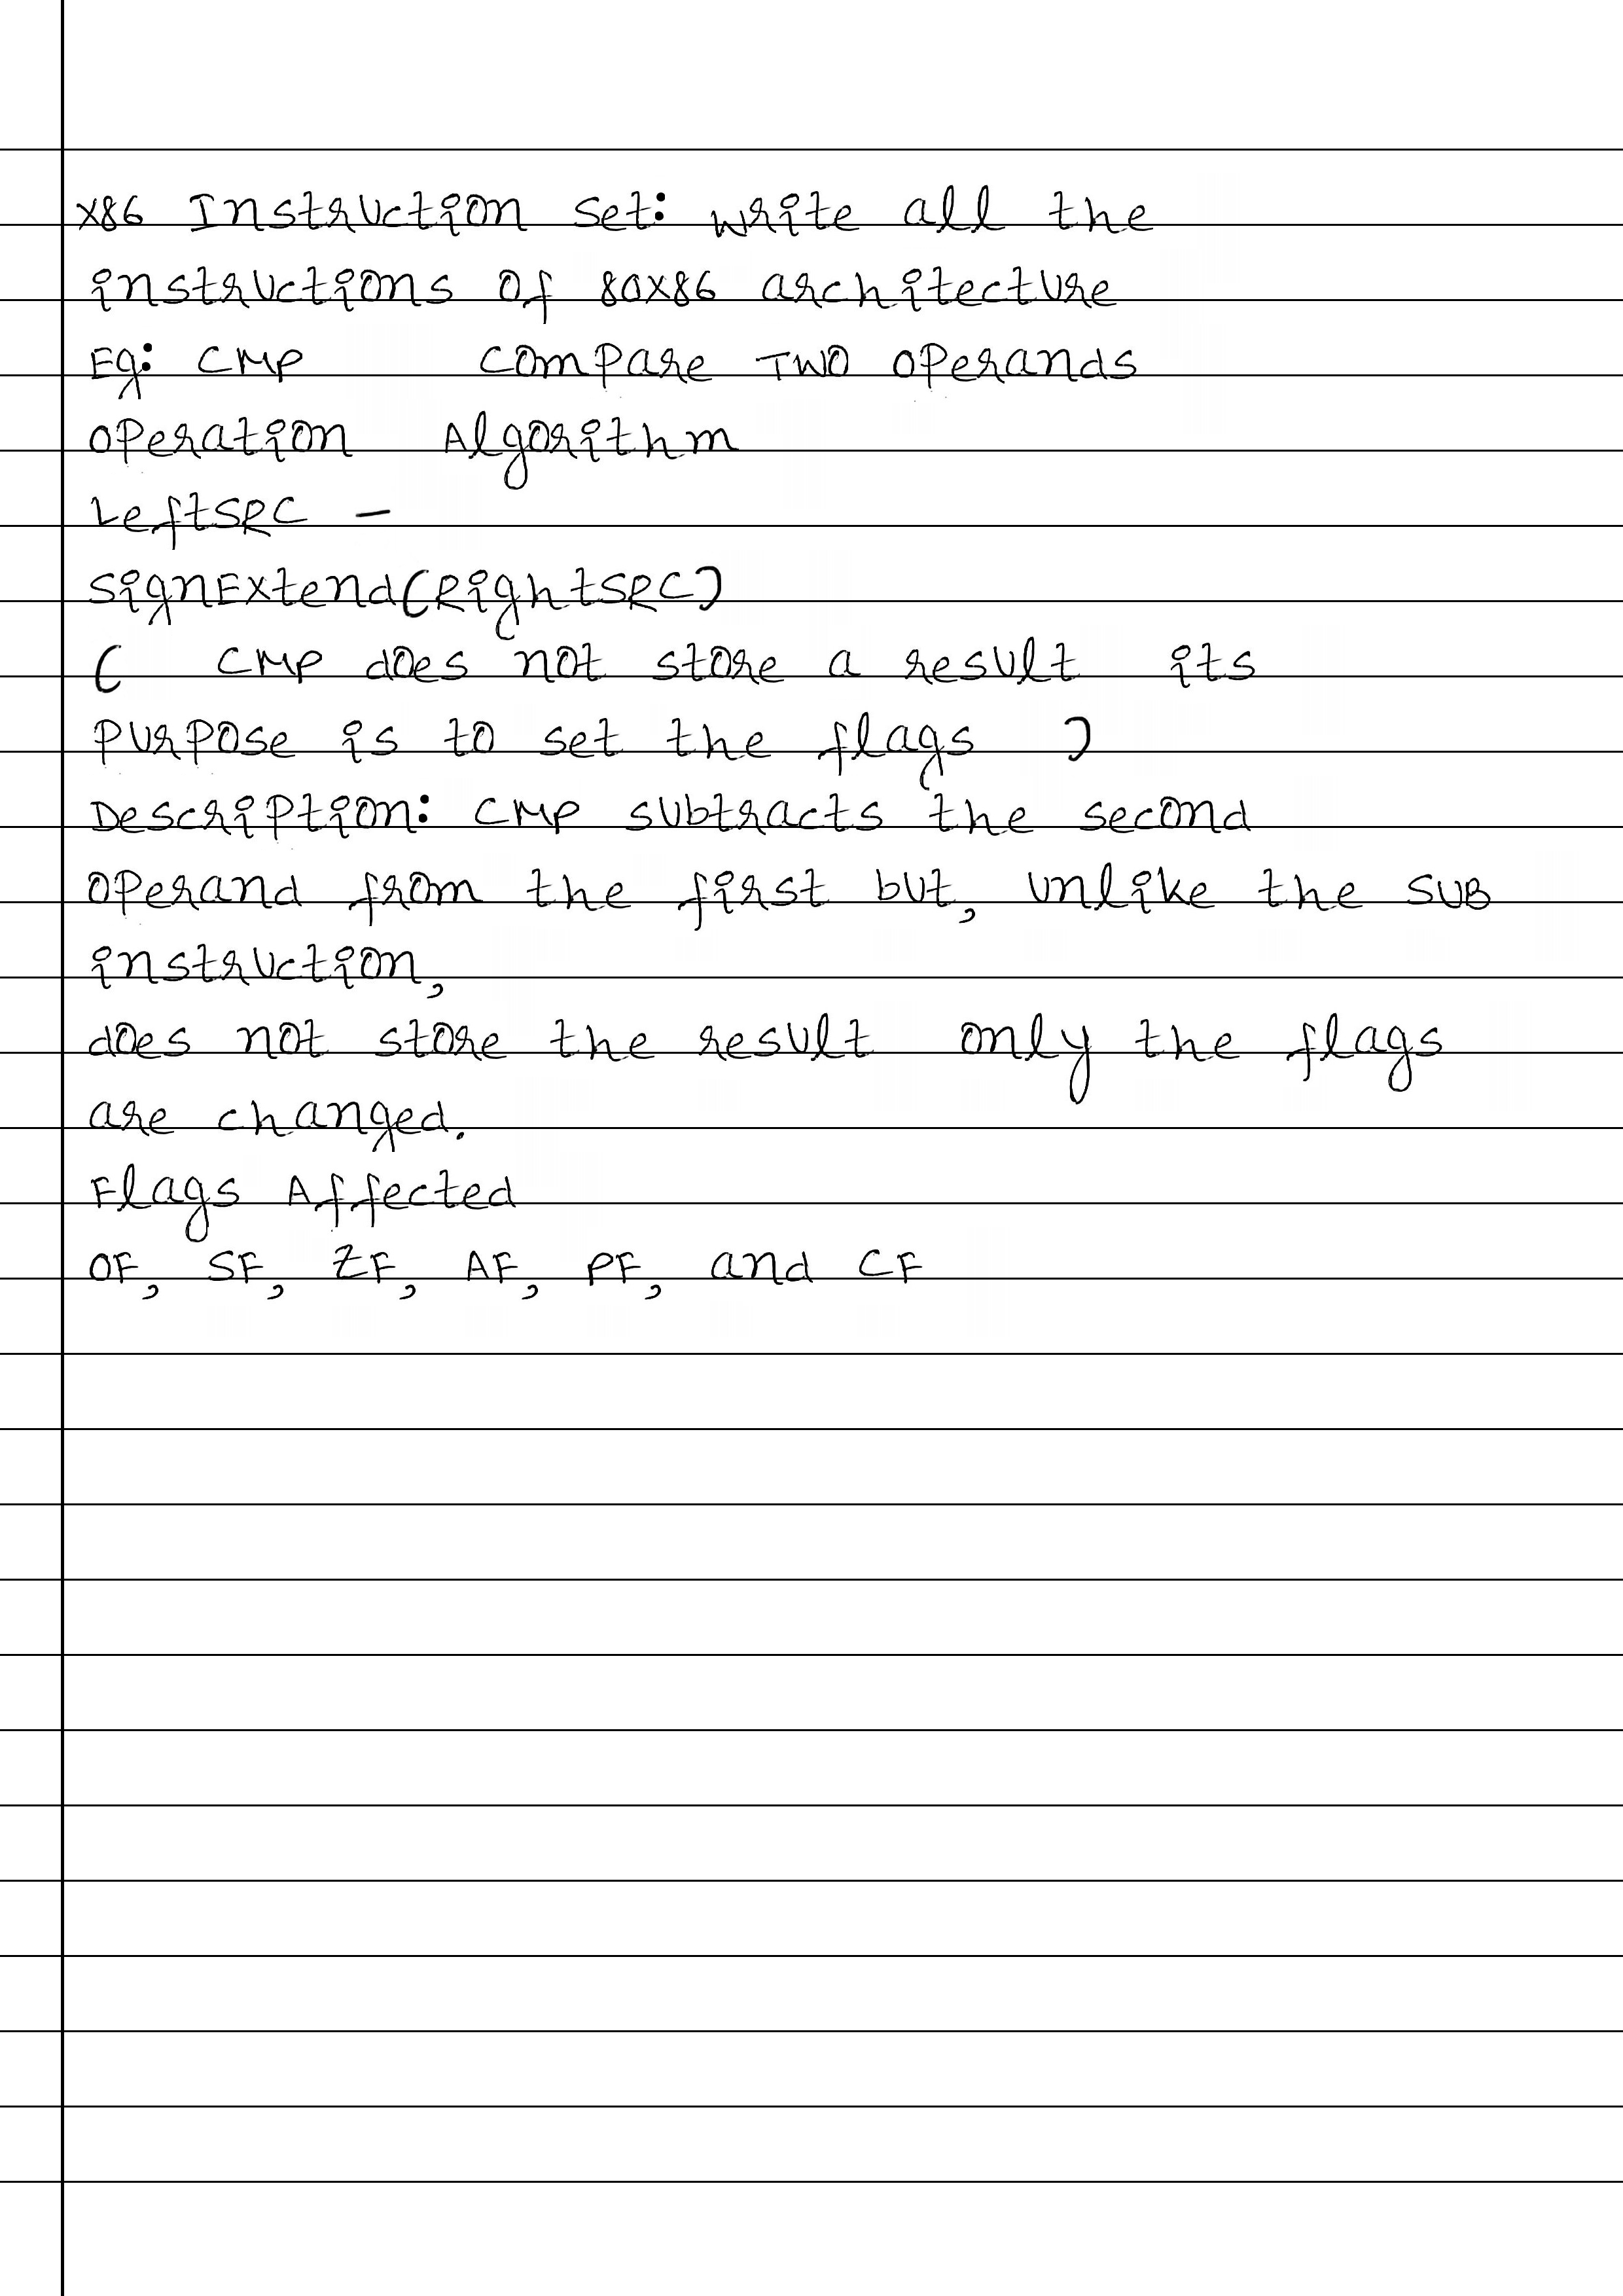 x86 Instruction set: write all the
instructions of 80x86 architecture
Eg: CMP Compare Two operands
Operation Algorithm
LeftSRC -
SignExtend(RightSRC)
( CMP does not store a result its
purpose is to set the flags )
Description: CMP subtracts the second
operand from the first but, unlike the SUB
instruction,
does not store the result only the flags
are changed.
Flags Affected
OF, SF, ZF, AF, PF, and CF